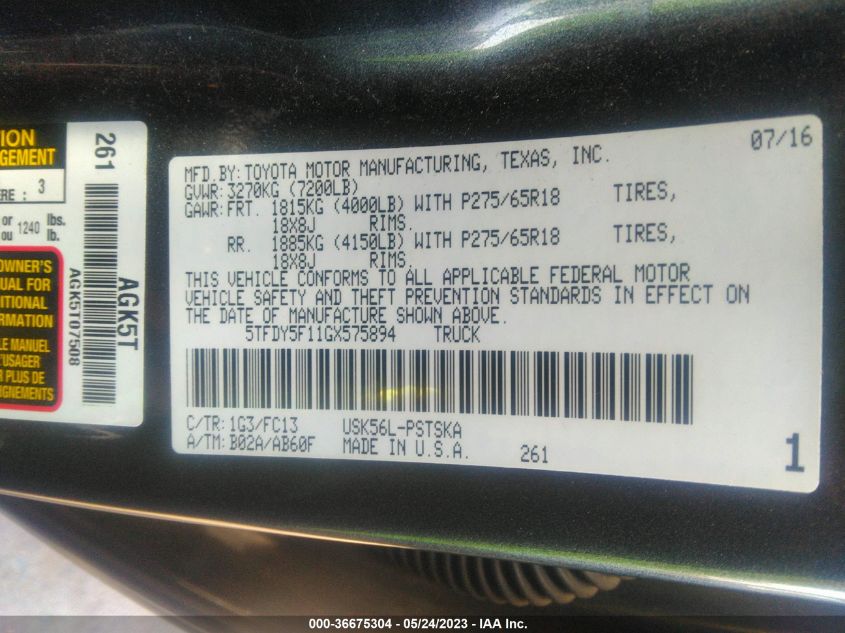 TION
GEMENT
ERE : 3
or 1240 lbs.
ou lb.
OWNER'S
UAL FOR
ITIONAL
RMATION
LE MANUEL
L'USAGER
R PLUS DE
IGNEMENTS
261
AGK5T
AGK5T07508
07/16
MFD.BY:TOYOTA MOTOR MANUFACTURING, TEXAS, INC.
GVWR:3270KG (7200LB)
GAWR:FRT. 1815KG (4000LB) WITH P275/65R18 TIRES,
18X8J RIMS.
RR. 1885KG (4150LB) WITH P275/65R18 TIRES,
18X8J RIMS.
THIS VEHICLE CONFORMS TO ALL APPLICABLE FEDERAL MOTOR
VEHICLE SAFETY AND THEFT PREVENTION STANDARDS IN EFFECT ON
THE DATE OF MANUFACTURE SHOWN ABOVE.
5TFDY5F11GX575894 TRUCK
C/TR:1G3/FC13 USK56L-PSTSKA
A/TM:B02A/AB60F MADE IN U.S.A. 261
1
000-36675304 - 05/24/2023 - IAA Inc.